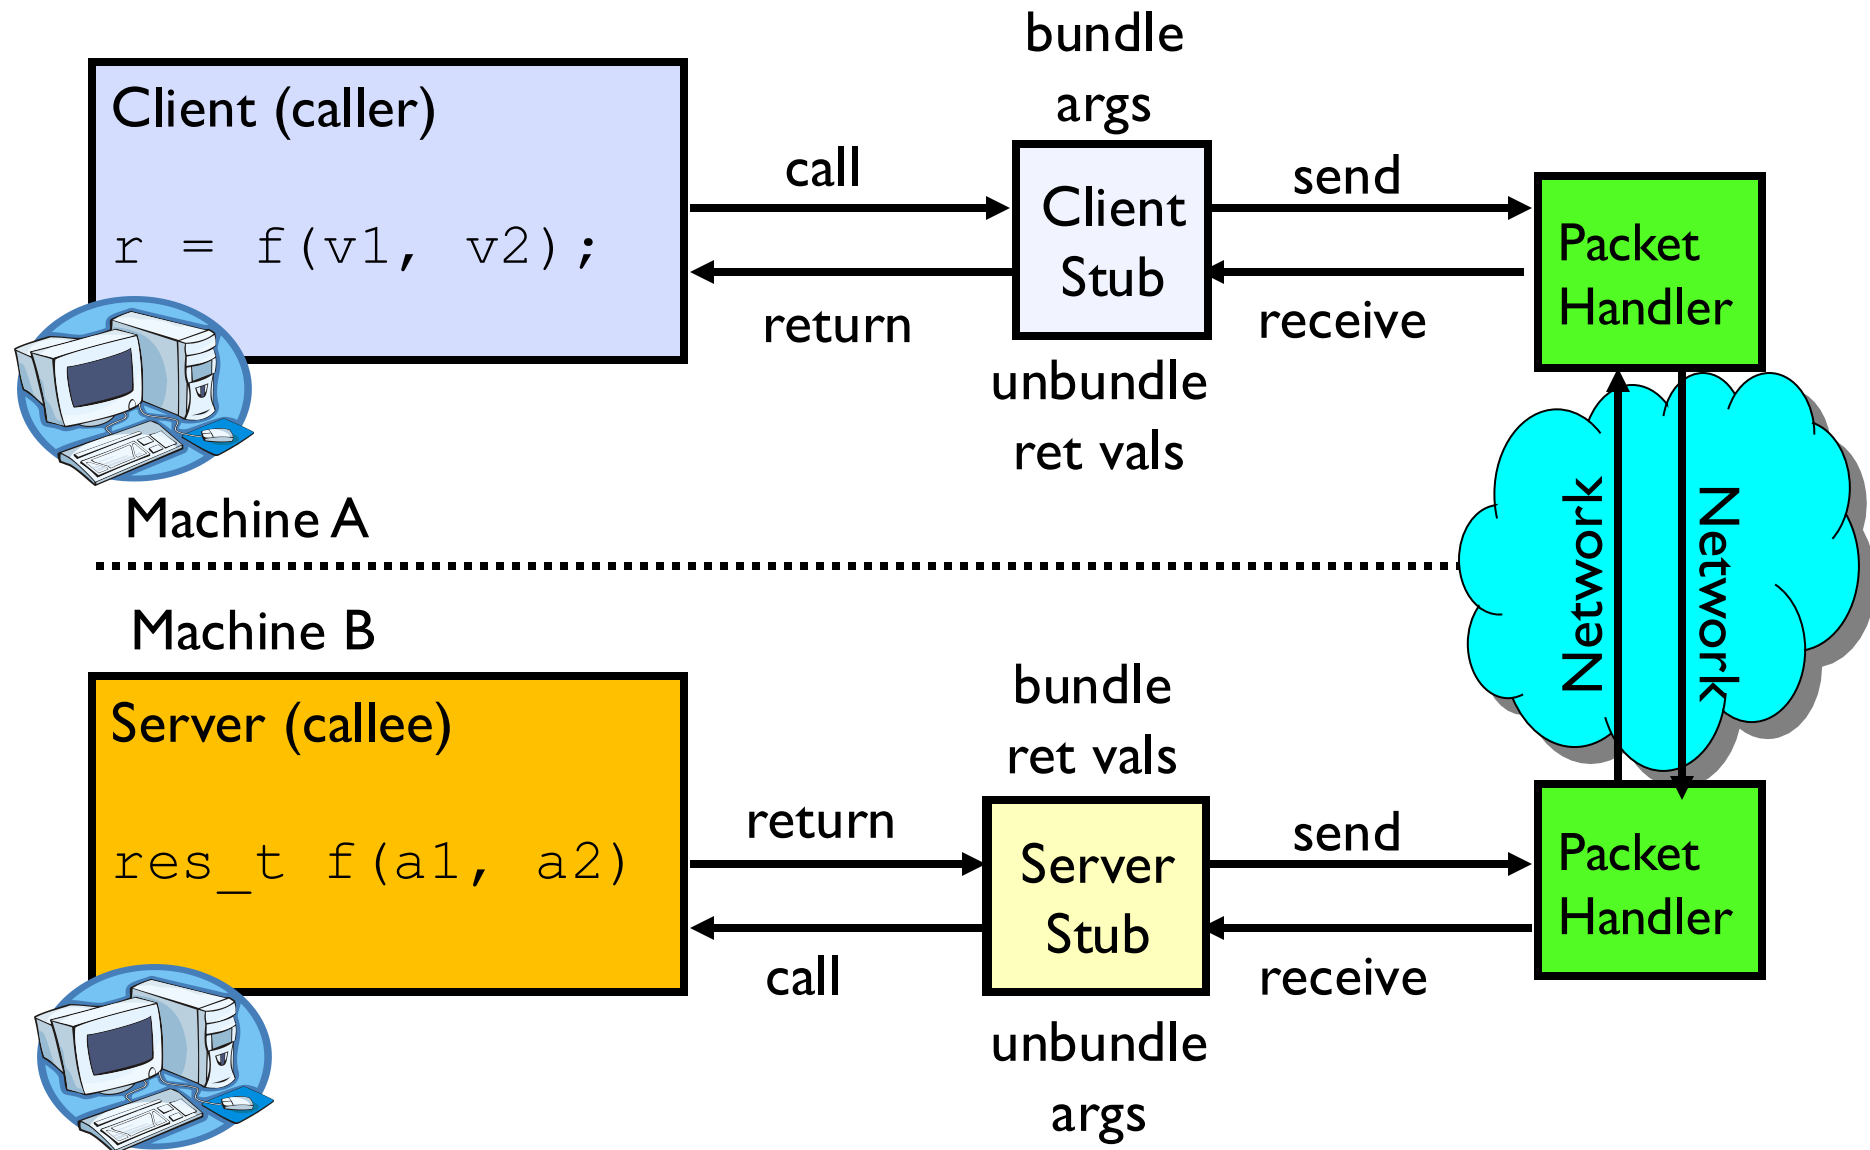 bundle
args
Client (caller)
r = f(v1, v2);
call
return
Client
Stub
send
receive
Packet
Handler
unbundle
ret vals
Machine A
Network
Network
Machine B
Server (callee)
res_t f(a1, a2)
bundle
ret vals
return
call
Server
Stub
send
receive
Packet
Handler
unbundle
args